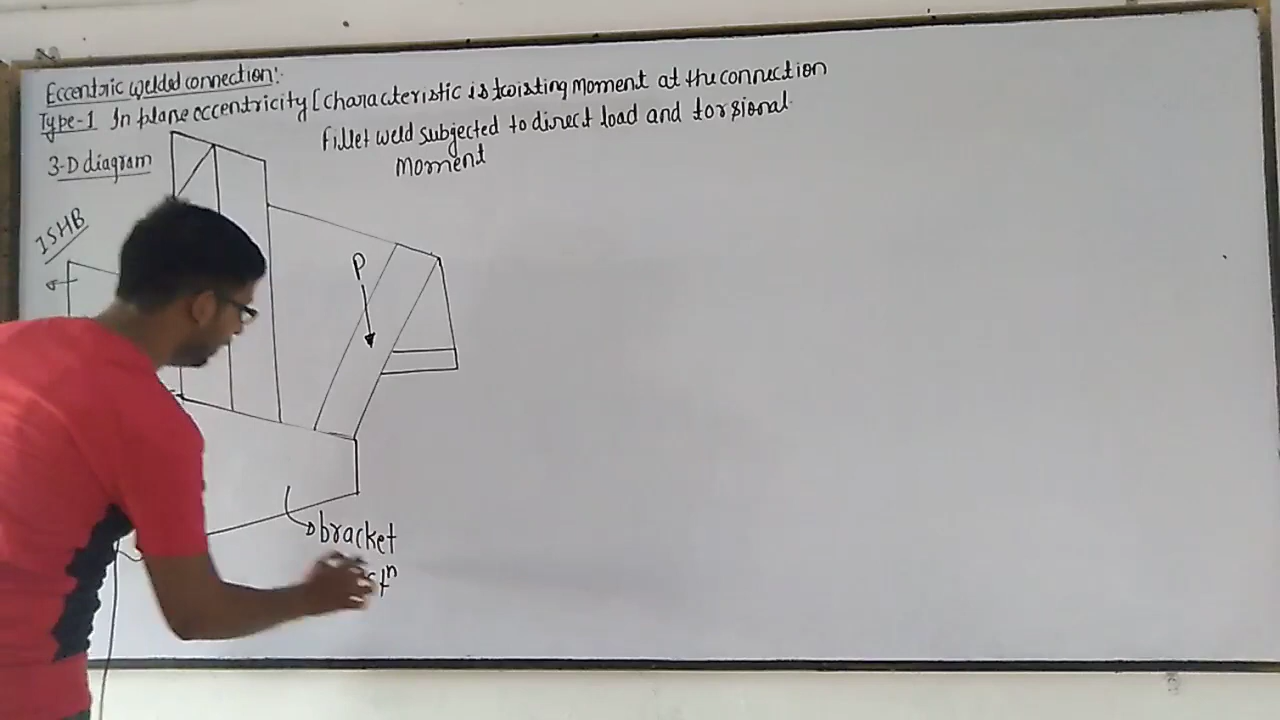 Eccentric welded connection:
Type-1 In plane eccentricity [characteristic is twisting Moment at the connection
fillet weld subjected to direct load and torsional
Moment
3-D diagram
ISHB
P
bracket